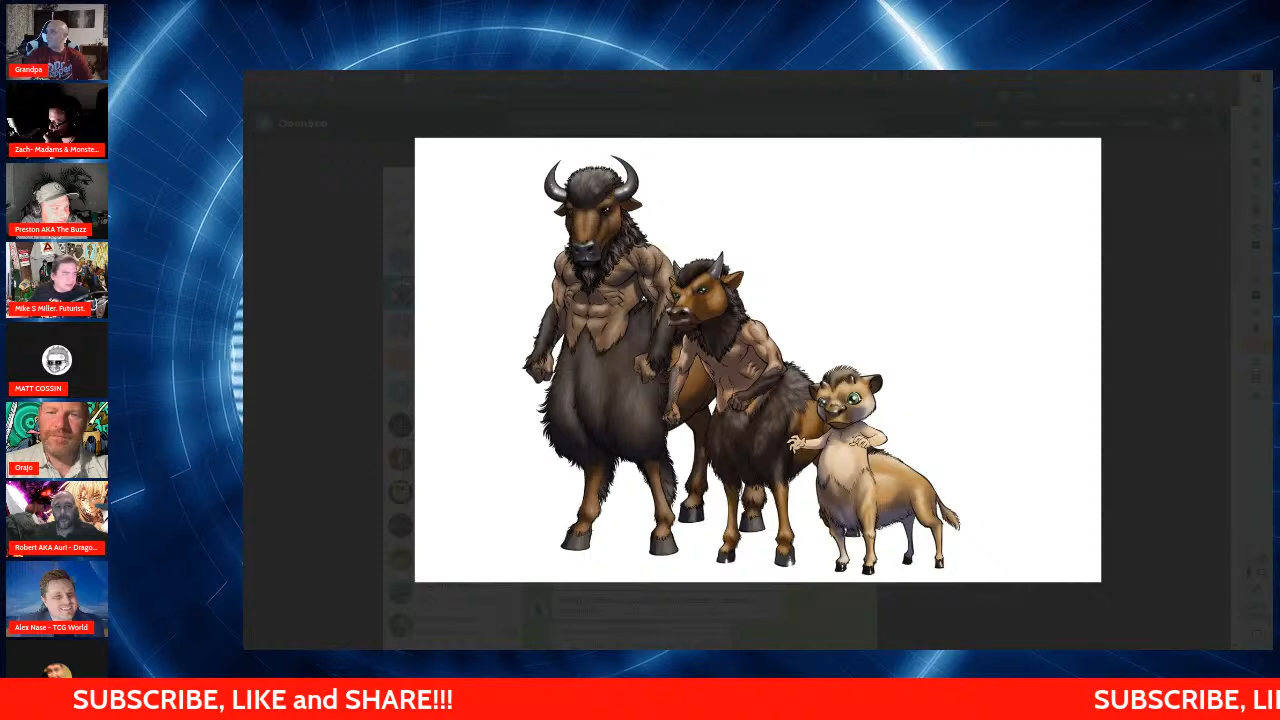 Grandpa
Zach- Madams & Monste...
Preston AKA The Buzz
Mike S Miller. Futurist.
MATT COSSIN
Orajo
Robert AKA Auri - Drago...
Alex Nase - TCG World
OpenSea
SUBSCRIBE, LIKE and SHARE!!!
SUBSCRIBE, LI